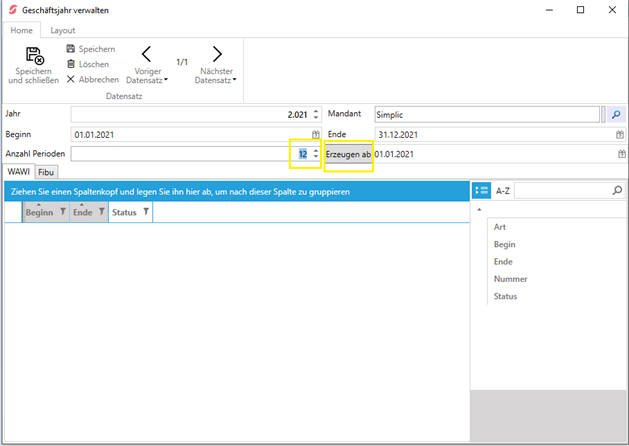 Geschäftsjahr verwalten
Home Layout
Speichern und schließen
Speichern
Löschen
Abbrechen
Voriger Datensatz
1/1
Nächster Datensatz
Datensatz
Jahr 2.021 Mandant Simplic
Beginn 01.01.2021 Ende 31.12.2021
Anzahl Perioden 12 Erzeugen ab 01.01.2021
WAWI Fibu
Ziehen Sie einen Spaltenkopf und legen Sie ihn hier ab, um nach dieser Spalte zu gruppieren
A-Z
Beginn Ende Status
Art
Begin
Ende
Nummer
Status